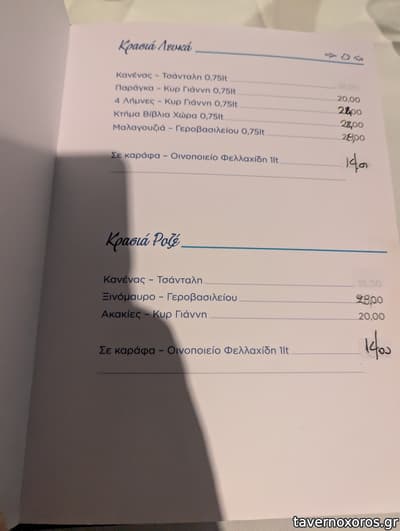 Κρασιά Λευκά
Κανένας – Τσάνταλη 0,75lt
Παράγκα – Κυρ Γιάννη 0,75lt 20,00
4 Λίμνες – Κυρ Γιάννη 0,75lt
Κτήμα Βίβλια Χώρα 0,75lt
Μαλαγουζιά – Γεροβασιλείου 0,75lt
Σε καράφα – Οινοποιείο Φελλαχίδη 1lt
Κρασιά Ροζέ
Κανένας – Τσάνταλη
Ξινόμαυρο – Γεροβασιλείου
Ακακίες – Κυρ Γιάννη 20,00
Σε καράφα – Οινοποιείο Φελλαχίδη 1lt
tavernoxoros.gr